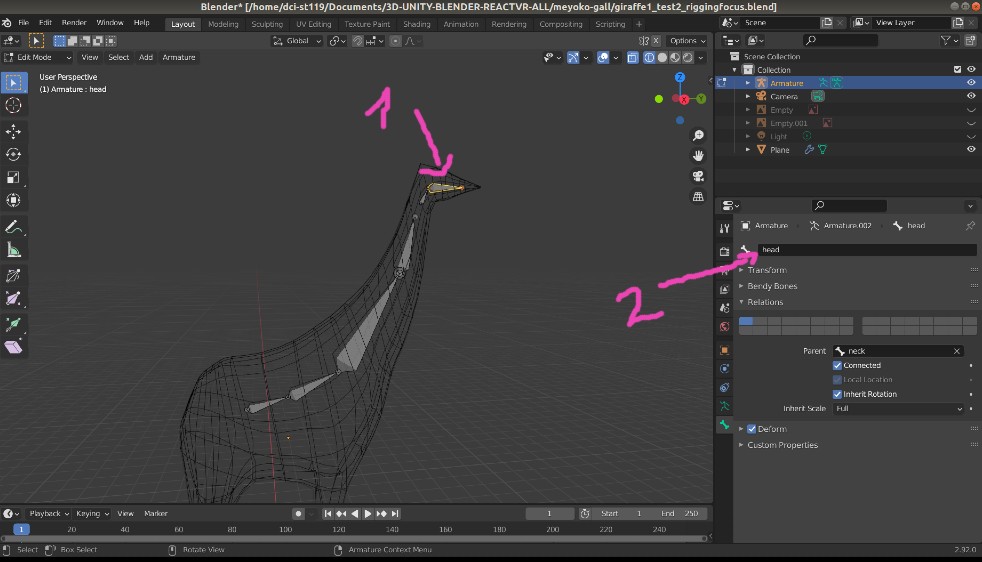 Blender* [/home/dci-st119/Documents/3D-UNITY-BLENDER-REACTVR-ALL/meyoko-gall/giraffe1_test2_riggingfocus.blend]
File Edit Render Window Help Layout Modeling Sculpting UV Editing Texture Paint Shading Animation Rendering Compositing Scripting Scene View Layer
Global Options
Edit Mode View Select Add Armature
User Perspective
(1) Armature : head
Z
X
Y
1
2
Scene Collection
Collection
Armature
Camera
Empty
Empty.001
Light
Plane
Armature Armature.002 head
head
Transform
Bendy Bones
Relations
Parent neck
Connected
Local Location
Inherit Rotation
Inherit Scale Full
Deform
Custom Properties
Playback Keying View Marker 1 Start 1 End 250
1 20 40 60 80 100 120 140 160 180 200 220 240
Select Box Select Rotate View Armature Context Menu 2.92.0